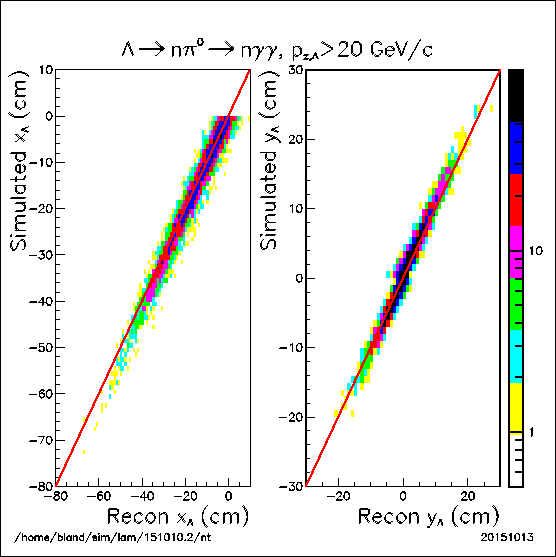 Λ → nπ⁰ → nγγ, p_z,Λ > 20 GeV/c
Simulated x_Λ (cm)
10
0
−10
−20
−30
−40
−50
−60
−70
−80
−80 −60 −40 −20 0
Recon x_Λ (cm)
Simulated y_Λ (cm)
30
20
10
0
−10
−20
−30
−20 0 20
Recon y_Λ (cm)
10
1
/home/bland/sim/lam/151010.2/nt
20151013